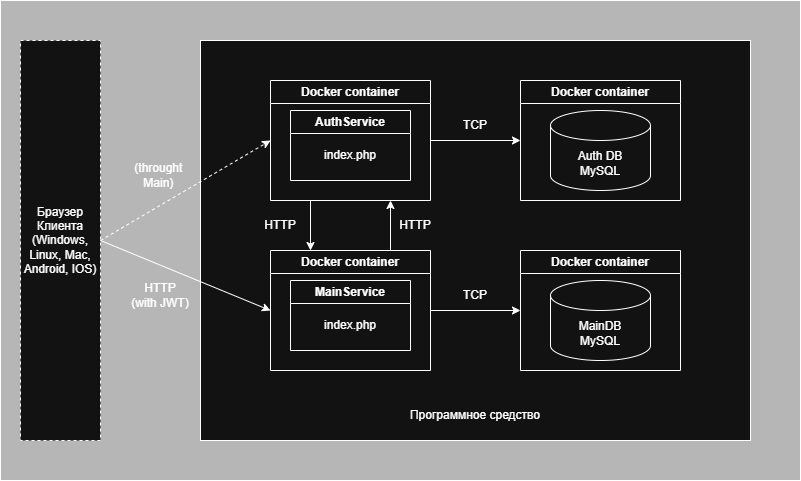 Браузер
Клиента
(Windows,
Linux, Mac,
Android, IOS)
(throught
Main)
HTTP
(with JWT)
Docker container
AuthService
index.php
TCP
Docker container
Auth DB
MySQL
HTTP
HTTP
Docker container
MainService
index.php
TCP
Docker container
MainDB
MySQL
Программное средство